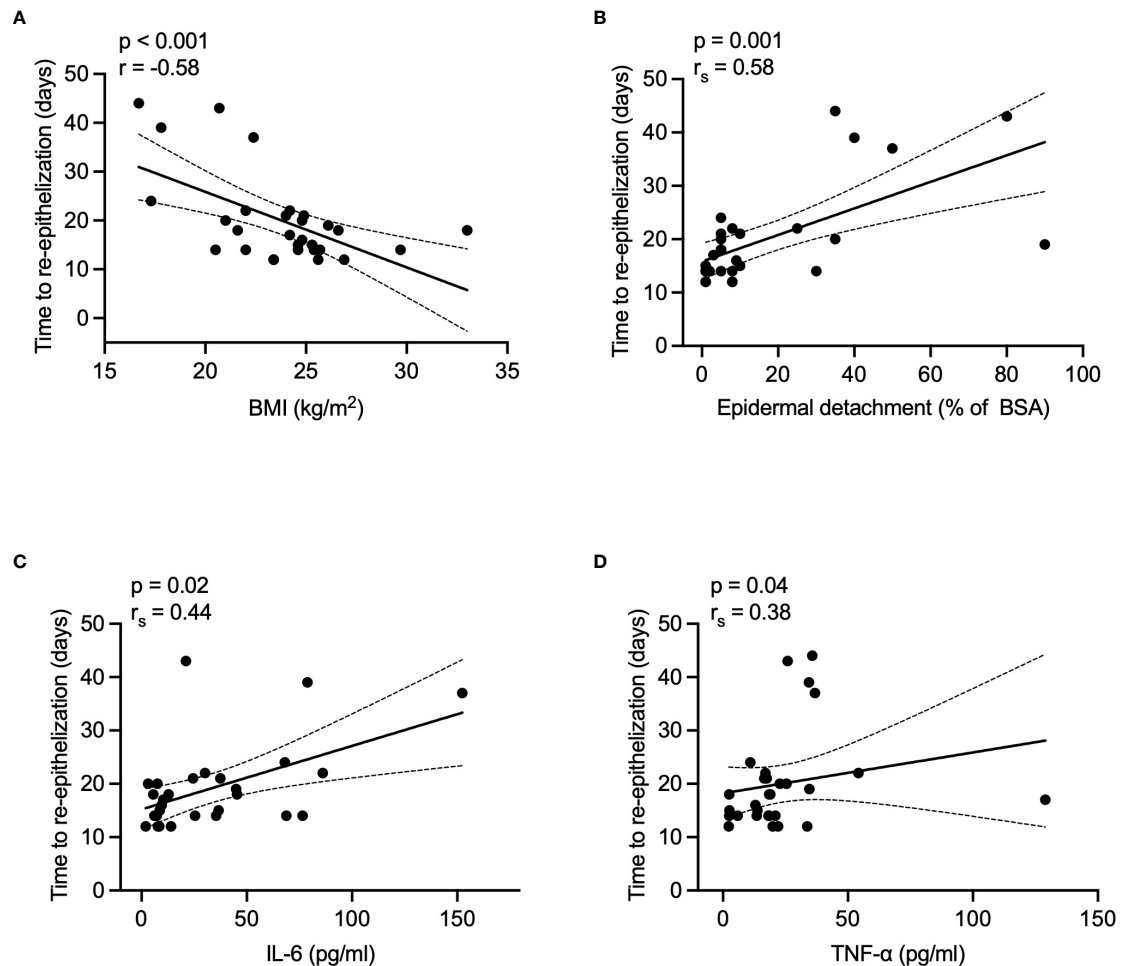 A
p < 0.001
r = -0.58
Time to re-epithelization (days)
50
40
30
20
10
0
15 20 25 30 35
BMI (kg/m²)
B
p = 0.001
rₛ = 0.58
Time to re-epithelization (days)
50
40
30
20
10
0
0 20 40 60 80 100
Epidermal detachment (% of BSA)
C
p = 0.02
rₛ = 0.44
Time to re-epithelization (days)
50
40
30
20
10
0
0 50 100 150
IL-6 (pg/ml)
D
p = 0.04
rₛ = 0.38
Time to re-epithelization (days)
50
40
30
20
10
0
0 50 100 150
TNF-α (pg/ml)